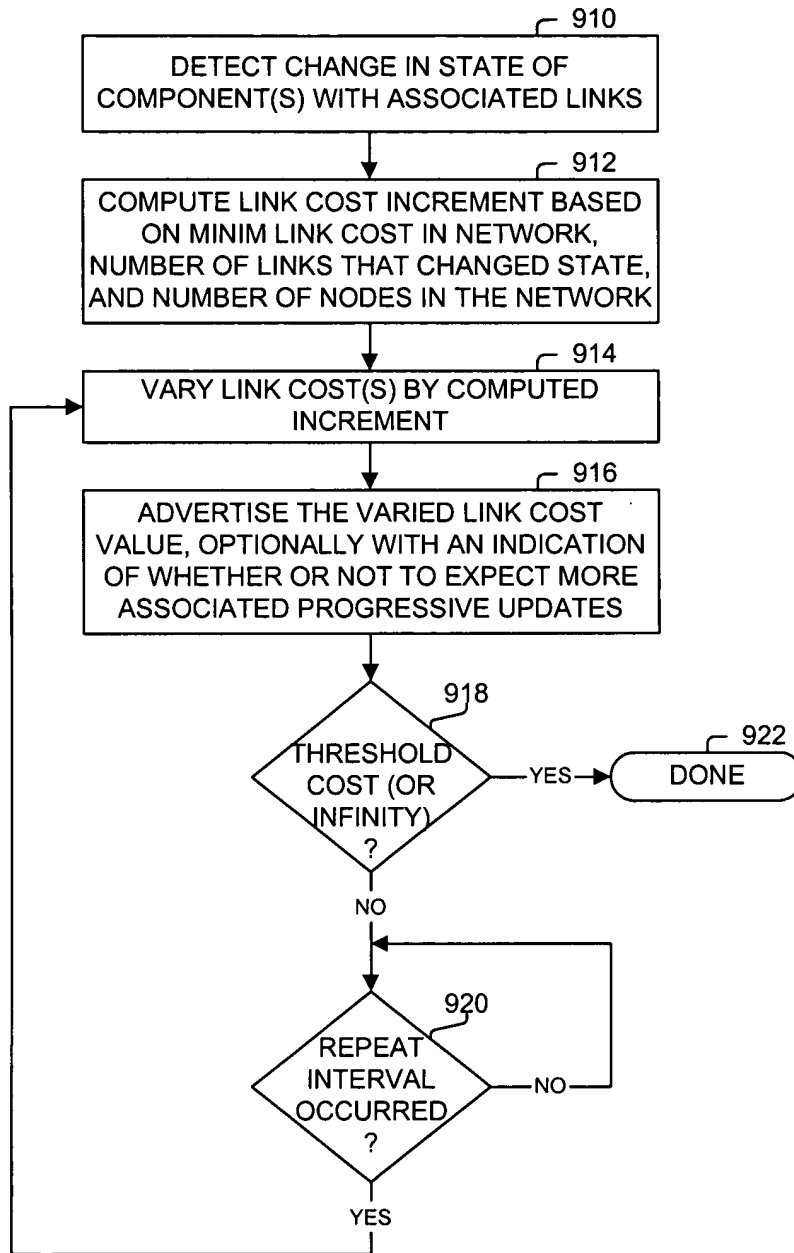 910
DETECT CHANGE IN STATE OF
COMPONENT(S) WITH ASSOCIATED LINKS
912
COMPUTE LINK COST INCREMENT BASED
ON MINIM LINK COST IN NETWORK,
NUMBER OF LINKS THAT CHANGED STATE,
AND NUMBER OF NODES IN THE NETWORK
914
VARY LINK COST(S) BY COMPUTED
INCREMENT
916
ADVERTISE THE VARIED LINK COST
VALUE, OPTIONALLY WITH AN INDICATION
OF WHETHER OR NOT TO EXPECT MORE
ASSOCIATED PROGRESSIVE UPDATES
918
THRESHOLD
COST (OR
INFINITY)
?
YES
922
DONE
NO
920
REPEAT
INTERVAL
OCCURRED
?
NO
YES